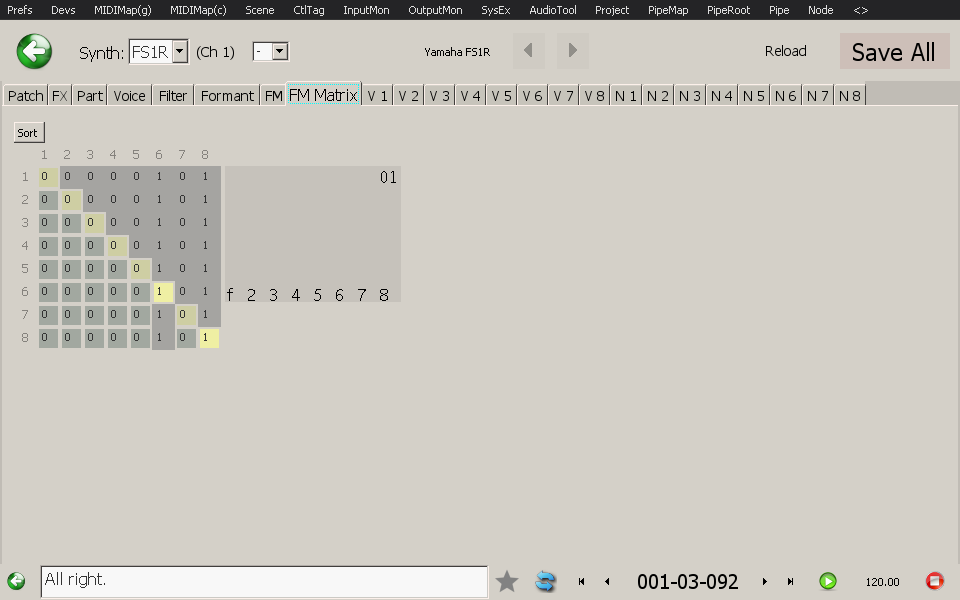 Prefs Devs MIDIMap(g) MIDIMap(c) Scene CtlTag InputMon OutputMon SysEx AudioTool Project PipeMap PipeRoot Pipe Node <>
Synth: FS1R (Ch 1) - Yamaha FS1R Reload Save All
Patch FX Part Voice Filter Formant FM FM Matrix V 1 V 2 V 3 V 4 V 5 V 6 V 7 V 8 N 1 N 2 N 3 N 4 N 5 N 6 N 7 N 8
Sort
1 2 3 4 5 6 7 8
1 0 0 0 0 0 1 0 1 01
2 0 0 0 0 0 1 0 1
3 0 0 0 0 0 1 0 1
4 0 0 0 0 0 1 0 1
5 0 0 0 0 0 1 0 1
6 0 0 0 0 0 1 0 1 f 2 3 4 5 6 7 8
7 0 0 0 0 0 1 0 1
8 0 0 0 0 0 1 0 1
All right. 001-03-092 120.00